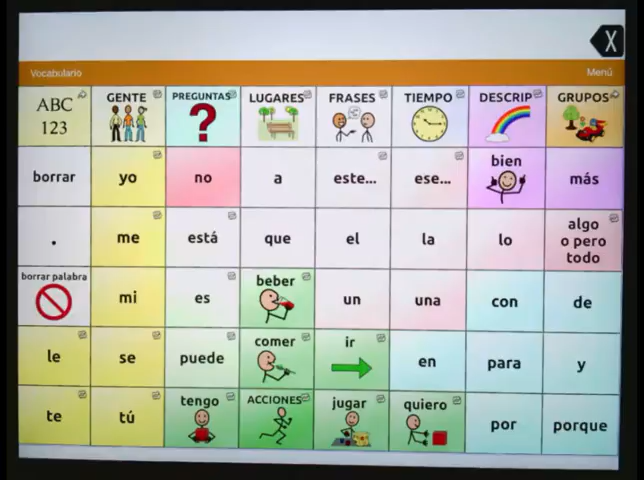 X
Vocabulario Menú
ABC 123 GENTE PREGUNTAS LUGARES FRASES TIEMPO DESCRIP GRUPOS
borrar yo no a este... ese... bien más
. me está que el la lo algo o pero todo
borrar palabra mi es beber un una con de
le se puede comer ir en para y
te tú tengo ACCIONES jugar quiero por porque